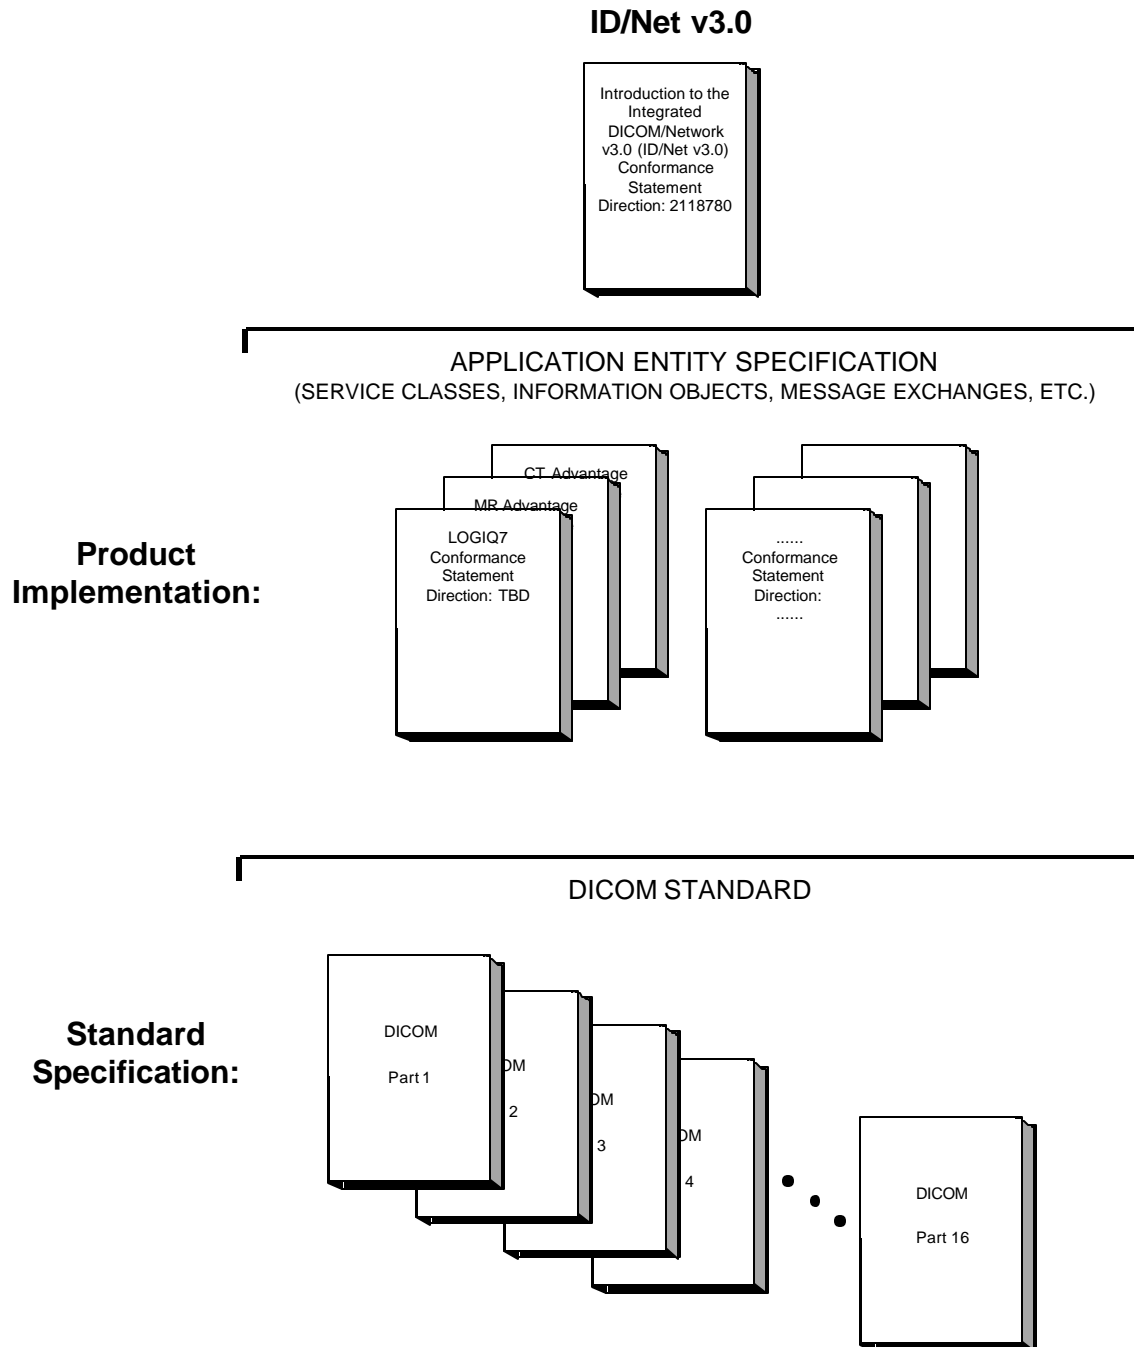 ID/Net v3.0
Introduction to the
Integrated
DICOM/Network
v3.0 (ID/Net v3.0)
Conformance
Statement
Direction: 2118780
APPLICATION ENTITY SPECIFICATION
(SERVICE CLASSES, INFORMATION OBJECTS, MESSAGE EXCHANGES, ETC.)
Product
Implementation:
CT Advantage
MR Advantage
LOGIQ7
Conformance
Statement
Direction: TBD
......
Conformance
Statement
Direction:
......
DICOM STANDARD
Standard
Specification:
DICOM
Part 1
OM
2
OM
3
OM
4
DICOM
Part 16